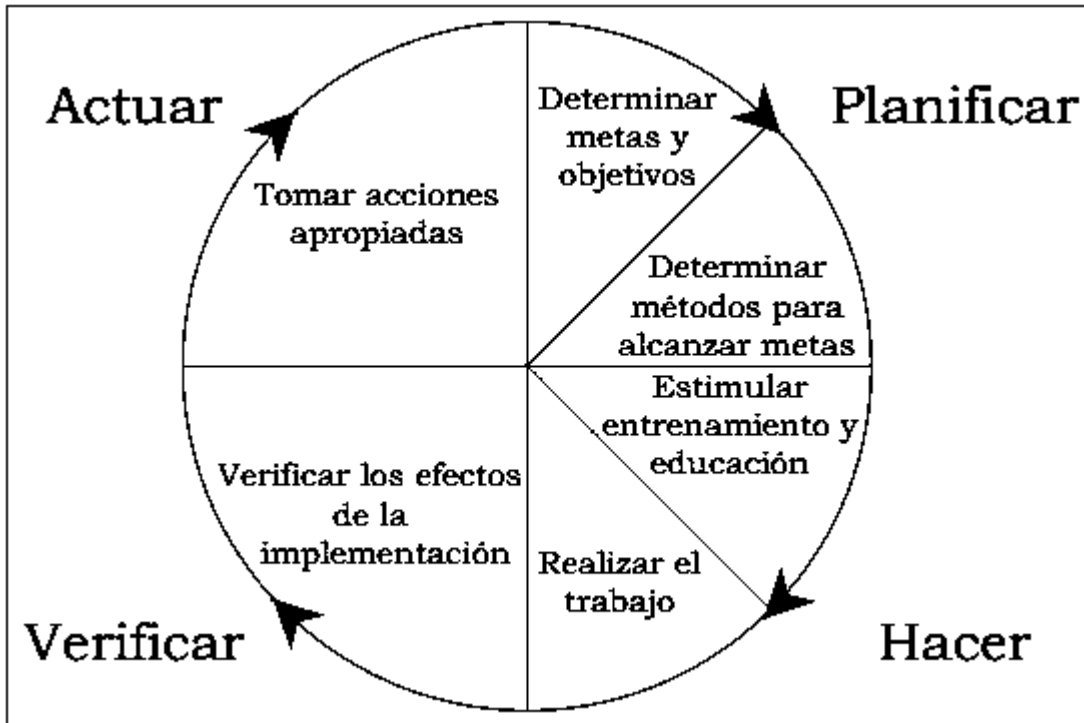 Actuar
Planificar
Determinar
metas y
objetivos
Tomar acciones
apropiadas
Determinar
métodos para
alcanzar metas
Estimular
entrenamiento y
educación
Verificar los efectos
de la
implementación
Realizar el
trabajo
Verificar
Hacer